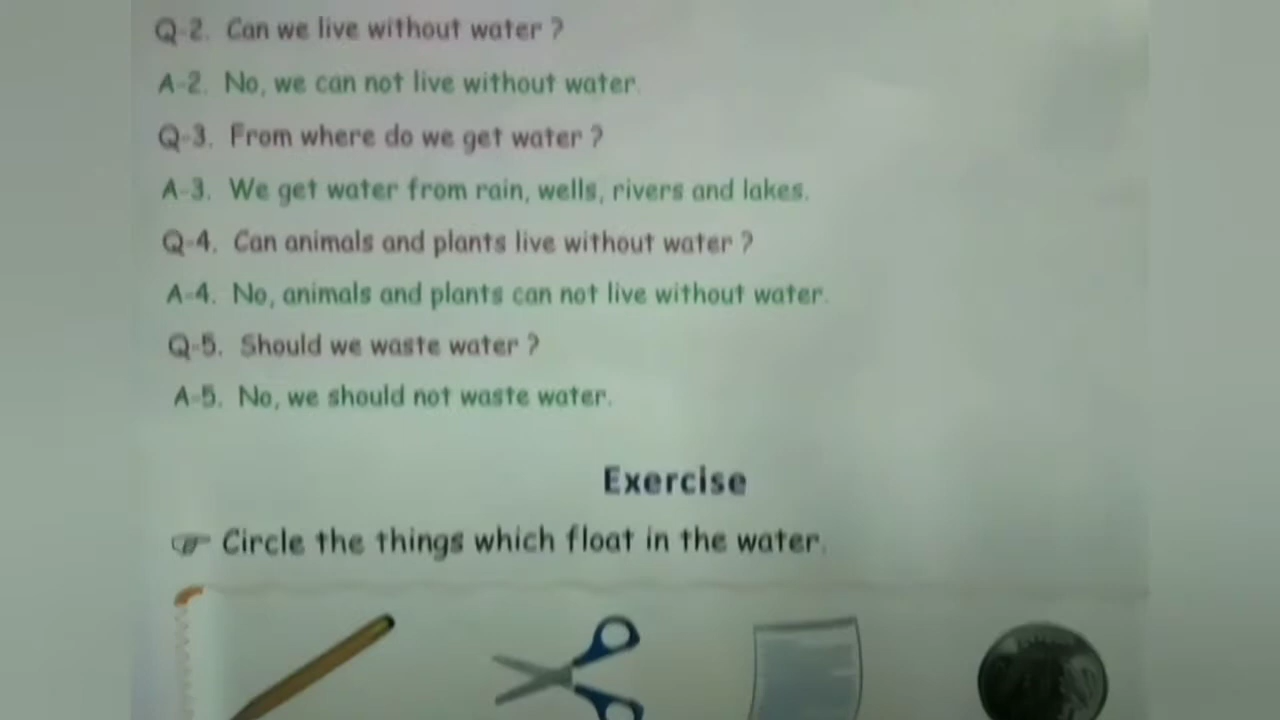 Q-2. Can we live without water ?
A-2. No, we can not live without water.
Q-3. From where do we get water ?
A-3. We get water from rain, wells, rivers and lakes.
Q-4. Can animals and plants live without water ?
A-4. No, animals and plants can not live without water.
Q-5. Should we waste water ?
A-5. No, we should not waste water.
Exercise
☞ Circle the things which float in the water.